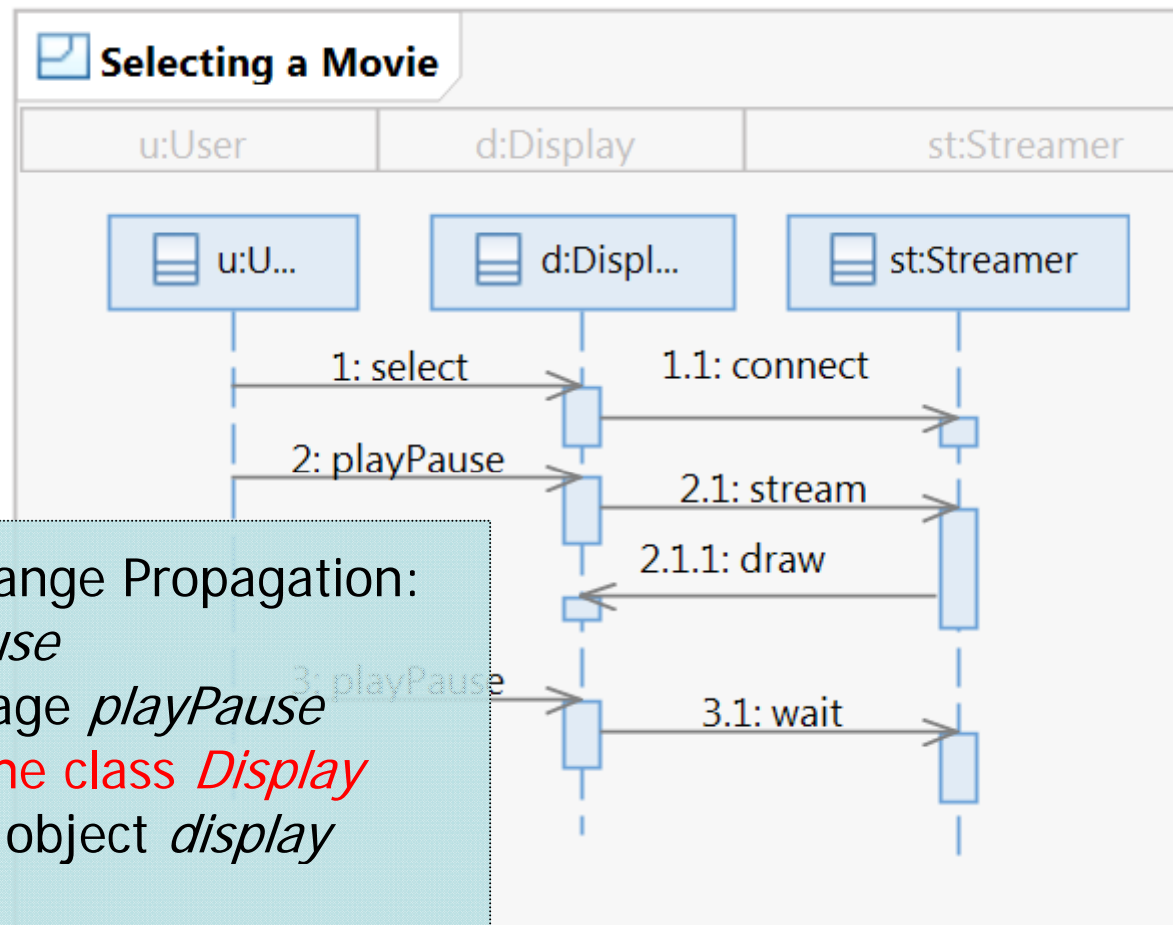 Selecting a Movie
u:User d:Display st:Streamer
u:U... d:Displ... st:Streamer
1: select 1.1: connect
2: playPause
2.1: stream
2.1.1: draw
3: playPause
3.1: wait
ange Propagation:
use
age playPause
ne class Display
object display